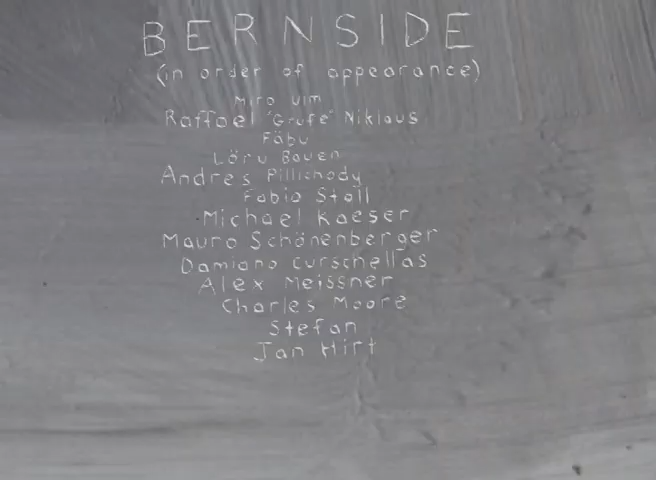 BERNSIDE
(in order of appearance)
Miro Ulm
Raffael "Grufe" Niklaus
Fäbu
Löru Bauen
Andres Pillichody
Fabio Stoll
Michael Kaeser
Mauro Schönenberger
Damiano Curschellas
Alex Meissner
Charles Moore
Stefan
Jan Hirt